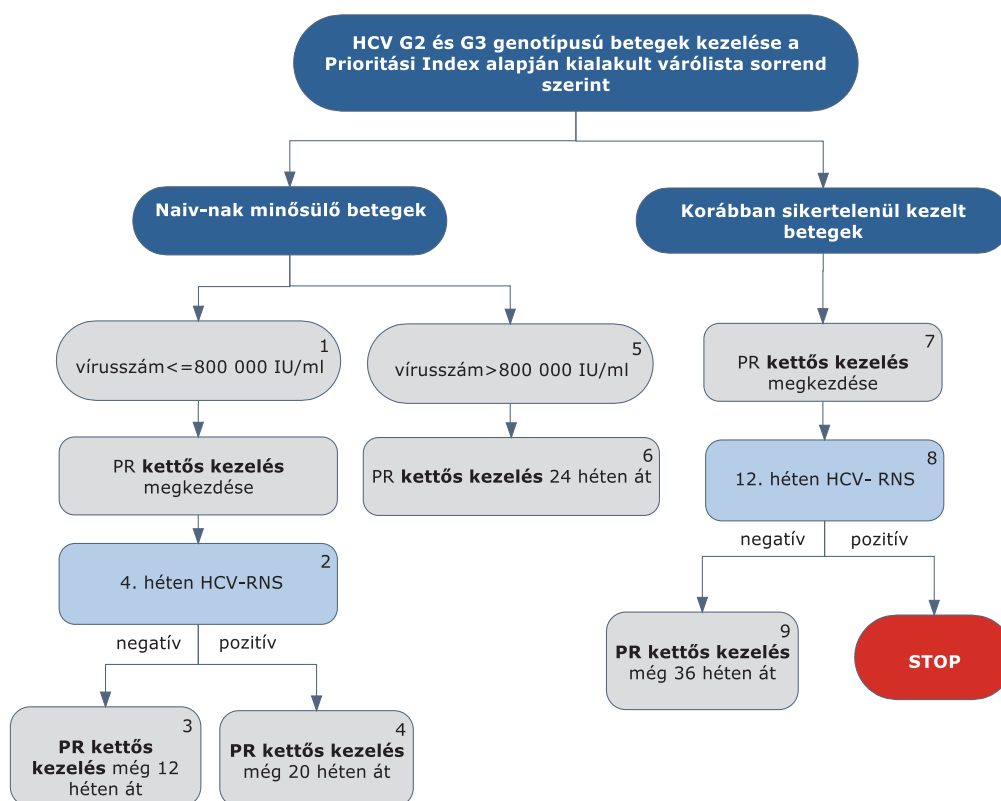 HCV G2 és G3 genotípusú betegek kezelése a
Prioritási Index alapján kialakult várólista sorrend
szerint
Naiv-nak minősülő betegek
Korábban sikertelenül kezelt
betegek
1
vírusszám<=800 000 IU/ml
5
vírusszám>800 000 IU/ml
7
PR kettős kezelés
megkezdése
PR kettős kezelés
megkezdése
6
PR kettős kezelés 24 héten át
8
12. héten HCV- RNS
2
4. héten HCV-RNS
negatív
pozitív
negatív
pozitív
9
PR kettős kezelés
még 36 héten át
STOP
3
PR kettős
kezelés még 12
héten át
4
PR kettős kezelés
még 20 héten át